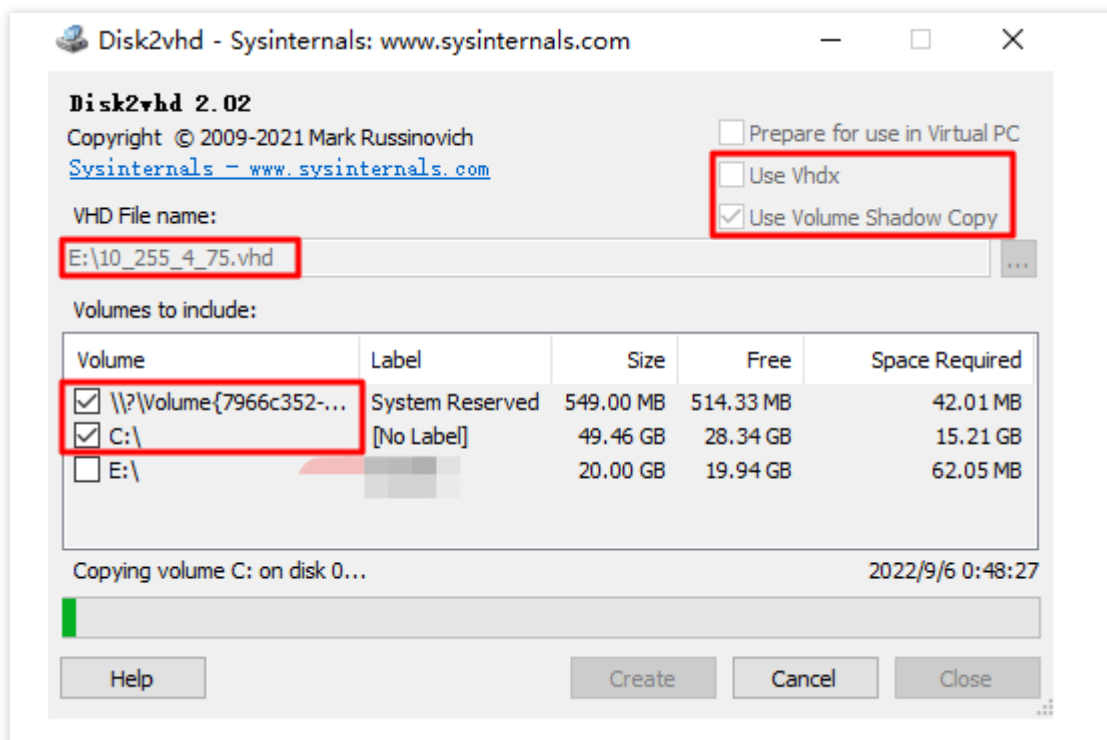 Disk2vhd - Sysinternals: www.sysinternals.com
Disk2vhd 2.02
Copyright © 2009-2021 Mark Russinovich
Sysinternals - www.sysinternals.com
Prepare for use in Virtual PC
Use Vhdx
Use Volume Shadow Copy
VHD File name:
E:\10_255_4_75.vhd
...
Volumes to include:
Volume Label Size Free Space Required
\\?\Volume{7966c352-... System Reserved 549.00 MB 514.33 MB 42.01 MB
C:\ [No Label] 49.46 GB 28.34 GB 15.21 GB
E:\ 20.00 GB 19.94 GB 62.05 MB
Copying volume C: on disk 0... 2022/9/6 0:48:27
Help Create Cancel Close